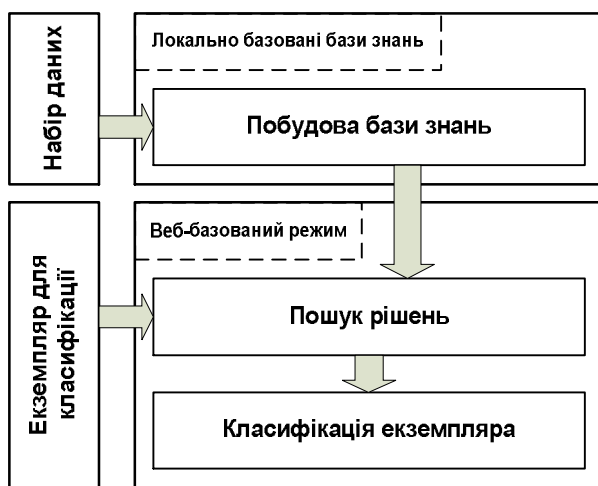 Набір даних
Локально базовані бази знань
Побудова бази знань
Екземпляр для
класифікації
Веб-базований режим
Пошук рішень
Класифікація екземпляра